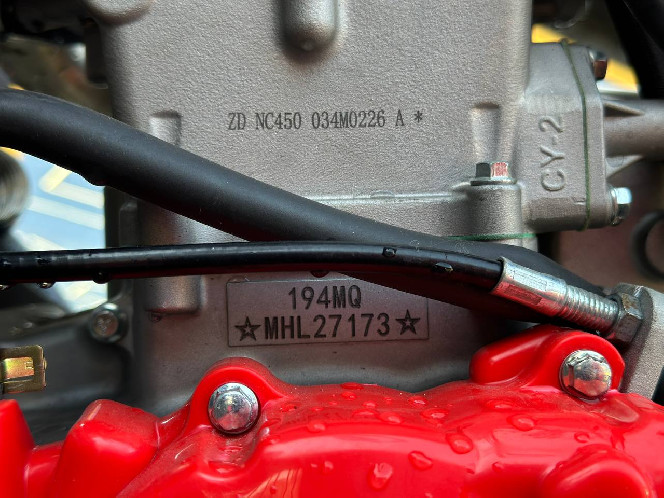 ZD NC450 034M0226 A *
CY-2
194MQ
☆MHL27173☆